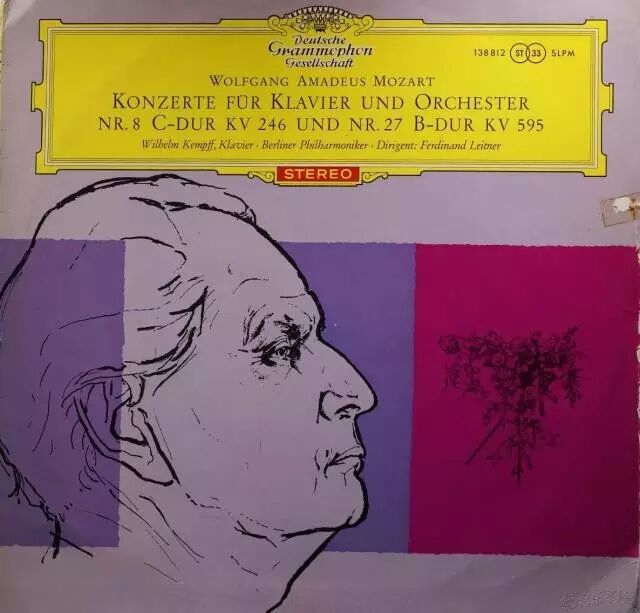 Deutsche
Grammophon
Gesellschaft
138 812 ST 33 SLPM
WOLFGANG AMADEUS MOZART
KONZERTE FÜR KLAVIER UND ORCHESTER
NR. 8 C-DUR KV 246 UND NR. 27 B-DUR KV 595
Wilhelm Kempff, Klavier · Berliner Philharmoniker · Dirigent: Ferdinand Leitner
STEREO